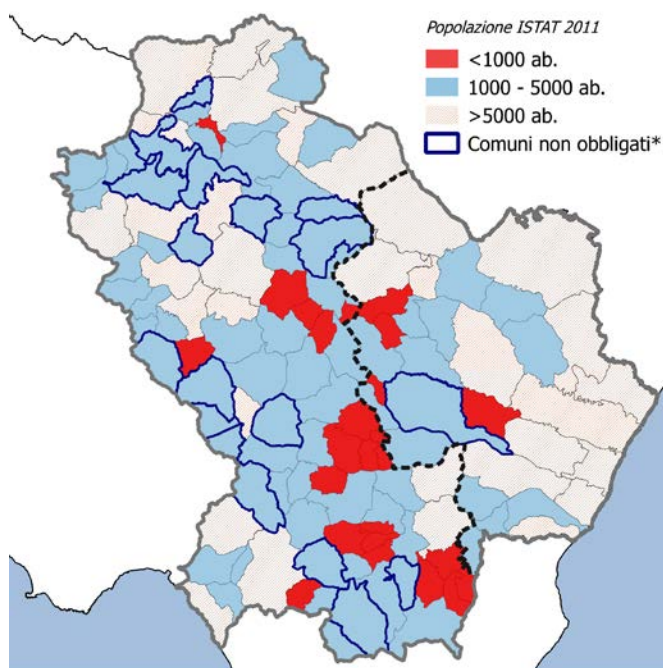 Popolazione ISTAT 2011
<1000 ab.
1000 - 5000 ab.
>5000 ab.
Comuni non obbligati*